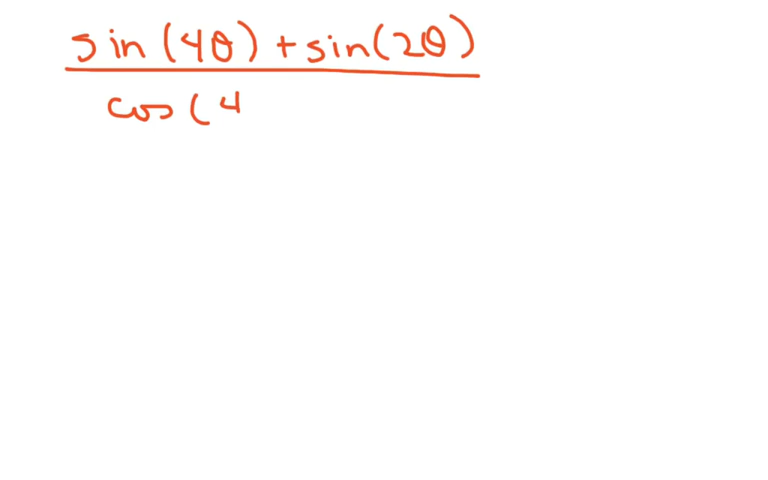 sin (4θ) + sin(2θ)
cos (4